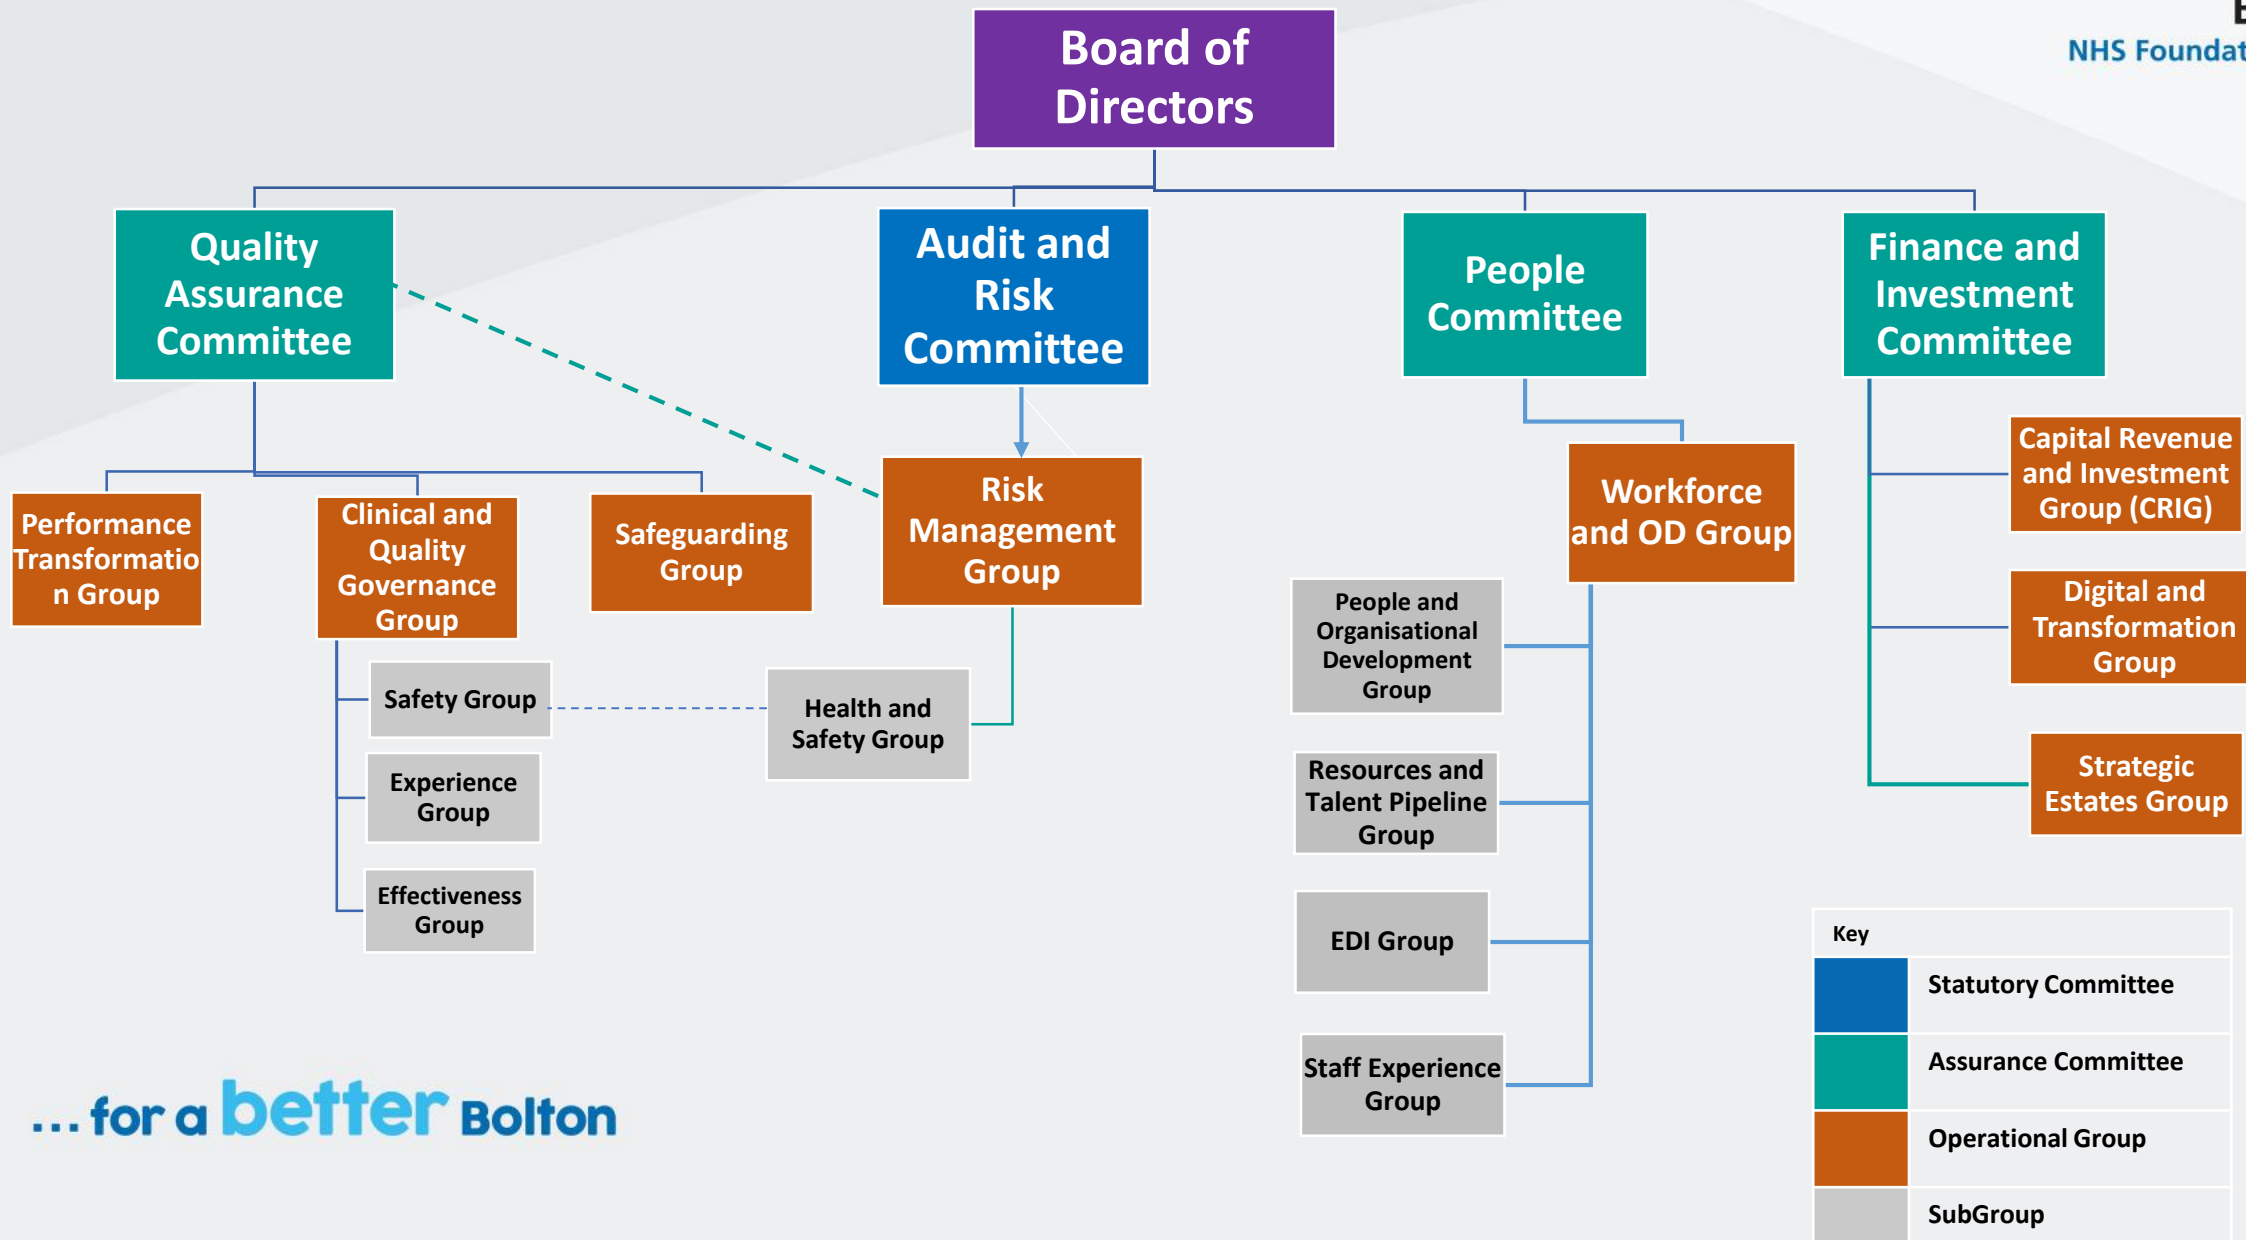 NHS Foundat
Board of
Directors
Quality
Assurance
Committee
Audit and
Risk
Committee
People
Committee
Finance and
Investment
Committee
Performance
Transformatio
n Group
Clinical and
Quality
Governance
Group
Safeguarding
Group
Risk
Management
Group
Workforce
and OD Group
Capital Revenue
and Investment
Group (CRIG)
Digital and
Transformation
Group
Strategic
Estates Group
Safety Group
Experience
Group
Effectiveness
Group
Health and
Safety Group
People and
Organisational
Development
Group
Resources and
Talent Pipeline
Group
EDI Group
Staff Experience
Group
Key
Statutory Committee
Assurance Committee
Operational Group
SubGroup
...for a better Bolton